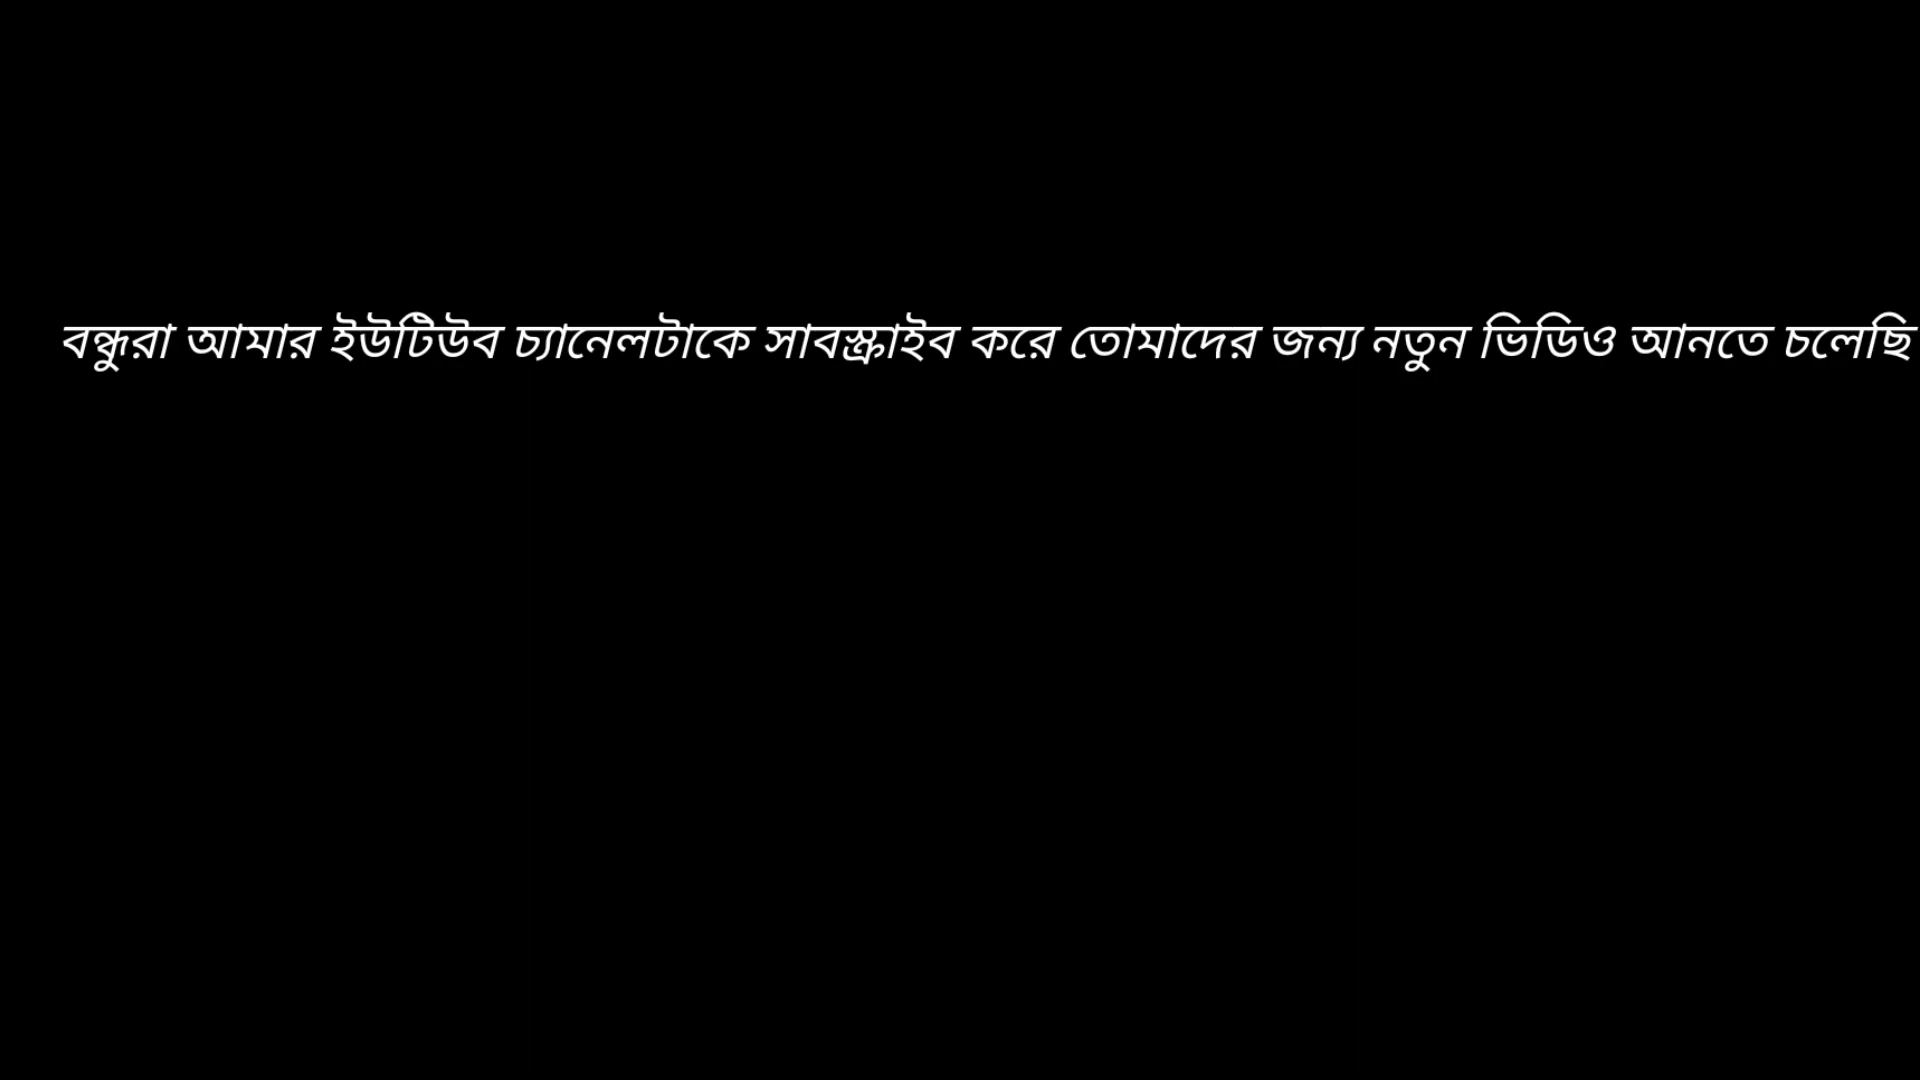 বন্ধুরা আমার ইউটিউব চ্যানেলটাকে সাবস্ক্রাইব করে তোমাদের জন্য নতুন ভিডিও আনতে চলেছি